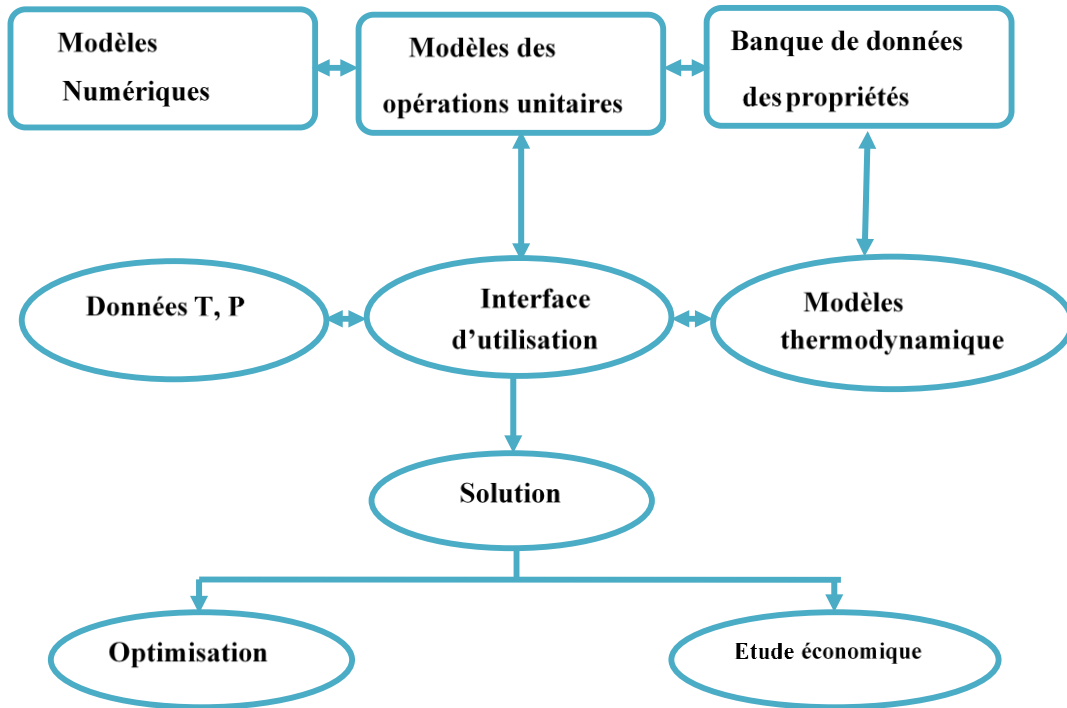 Modèles
Numériques
Modèles des
opérations unitaires
Banque de données
des propriétés
Données T, P
Interface
d’utilisation
Modèles
thermodynamique
Solution
Optimisation
Etude économique